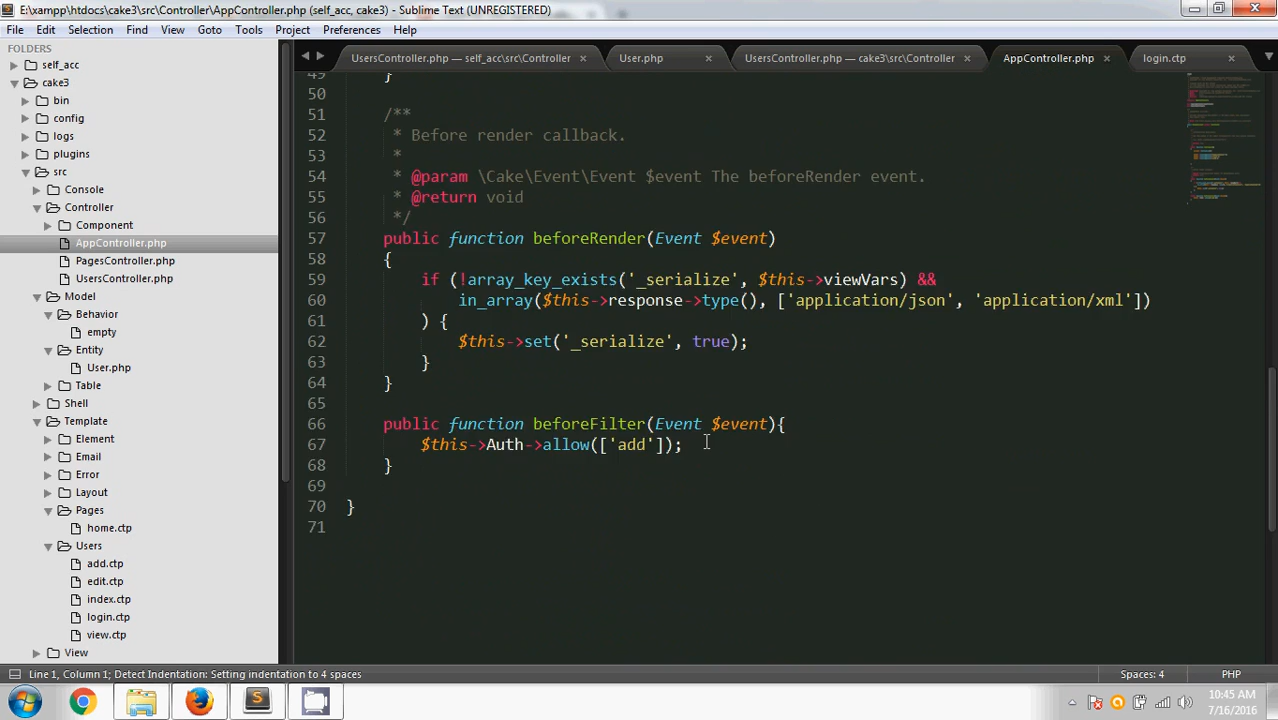 E:\xampp\htdocs\cake3\src\Controller\AppController.php (self_acc, cake3) - Sublime Text (UNREGISTERED)
File Edit Selection Find View Goto Tools Project Preferences Help
FOLDERS
self_acc
cake3
bin
config
logs
plugins
src
Console
Controller
Component
AppController.php
PagesController.php
UsersController.php
Model
Behavior
empty
Entity
User.php
Table
Shell
Template
Element
Email
Error
Layout
Pages
home.ctp
Users
add.ctp
edit.ctp
index.ctp
login.ctp
view.ctp
View
UsersController.php — self_acc\src\Controller User.php UsersController.php — cake3\src\Controller AppController.php login.ctp
49 }
50
51 /**
52 * Before render callback.
53 *
54 * @param \Cake\Event\Event $event The beforeRender event.
55 * @return void
56 */
57 public function beforeRender(Event $event)
58 {
59 if (!array_key_exists('_serialize', $this->viewVars) &&
60 in_array($this->response->type(), ['application/json', 'application/xml'])
61 ) {
62 $this->set('_serialize', true);
63 }
64 }
65
66 public function beforeFilter(Event $event){
67 $this->Auth->allow(['add']);
68 }
69
70 }
71
Line 1, Column 1; Detect Indentation: Setting indentation to 4 spaces Spaces: 4 PHP
10:45 AM
7/16/2016